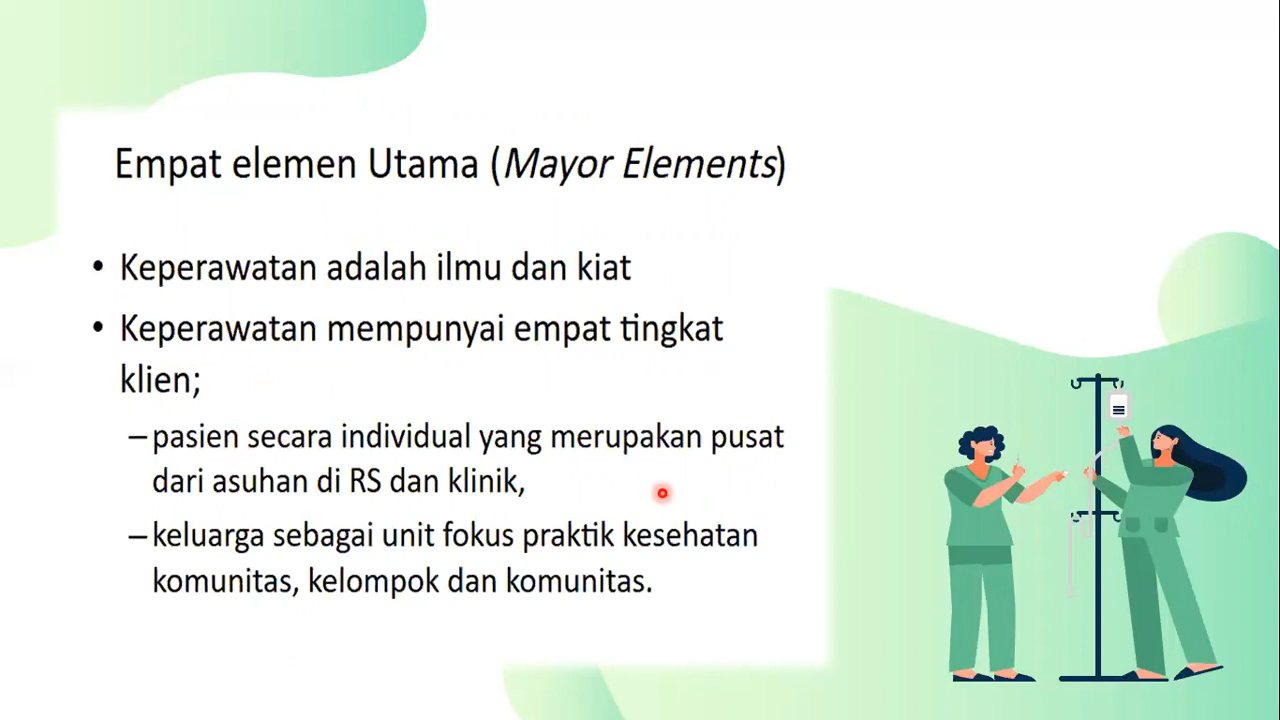 Empat elemen Utama (Mayor Elements)
• Keperawatan adalah ilmu dan kiat
• Keperawatan mempunyai empat tingkat
klien;
–pasien secara individual yang merupakan pusat
dari asuhan di RS dan klinik,
–keluarga sebagai unit fokus praktik kesehatan
komunitas, kelompok dan komunitas.